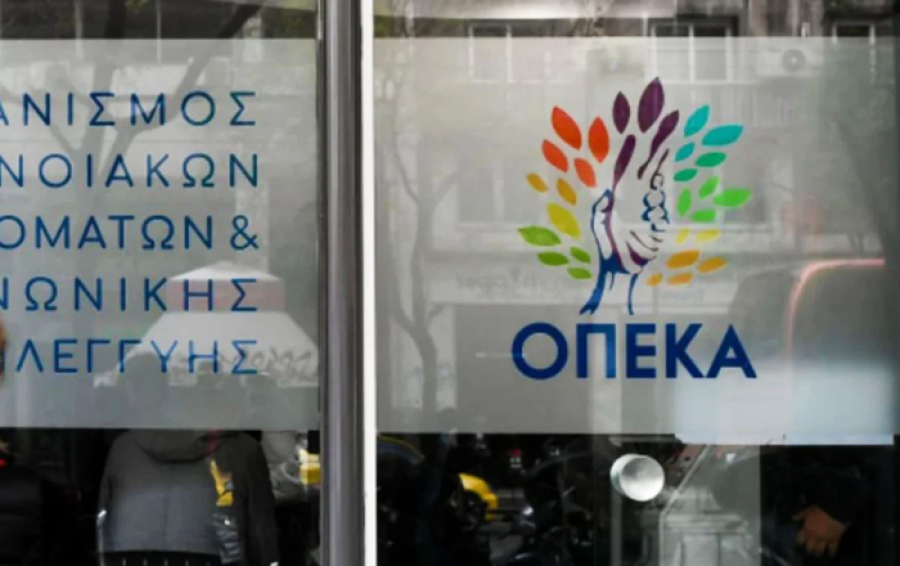 ΑΝΙΣΜΟΣ
ΝΟΙΑΚΩΝ
ΟΜΑΤΩΝ &
ΝΩΝΙΚΗΣ
ΛΕΓΓΥΗΣ
ΟΠΕΚΑ